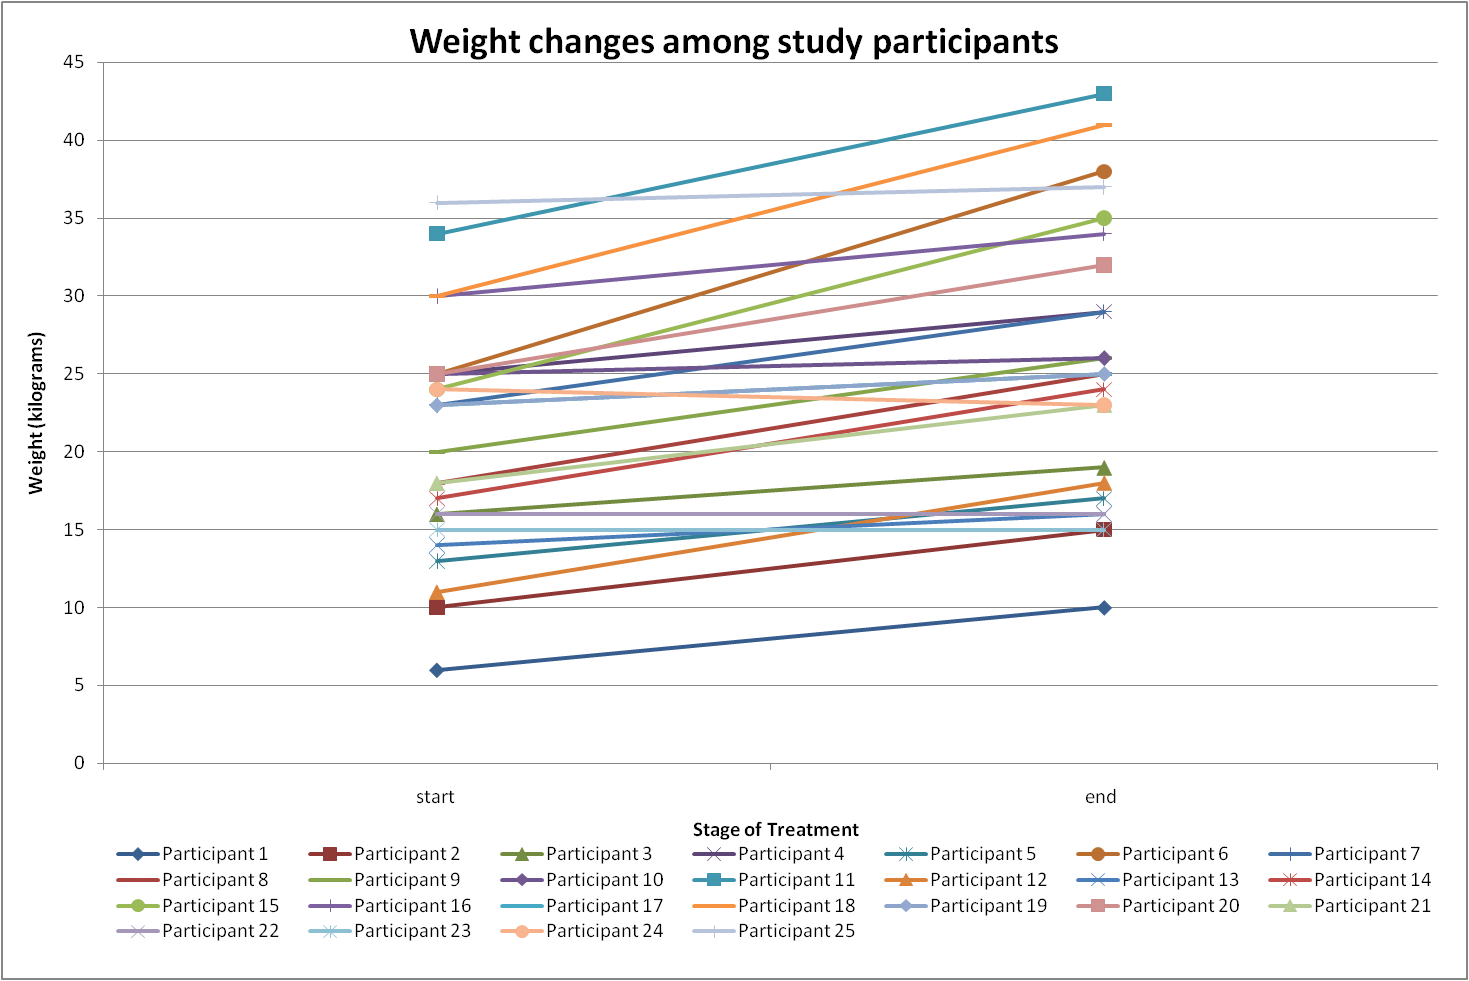 Weight changes among study participants
45
40
35
30
25
20
15
10
5
0
Weight (kilograms)
start end
Stage of Treatment
Participant 1 Participant 2 Participant 3 Participant 4 Participant 5 Participant 6 Participant 7
Participant 8 Participant 9 Participant 10 Participant 11 Participant 12 Participant 13 Participant 14
Participant 15 Participant 16 Participant 17 Participant 18 Participant 19 Participant 20 Participant 21
Participant 22 Participant 23 Participant 24 Participant 25